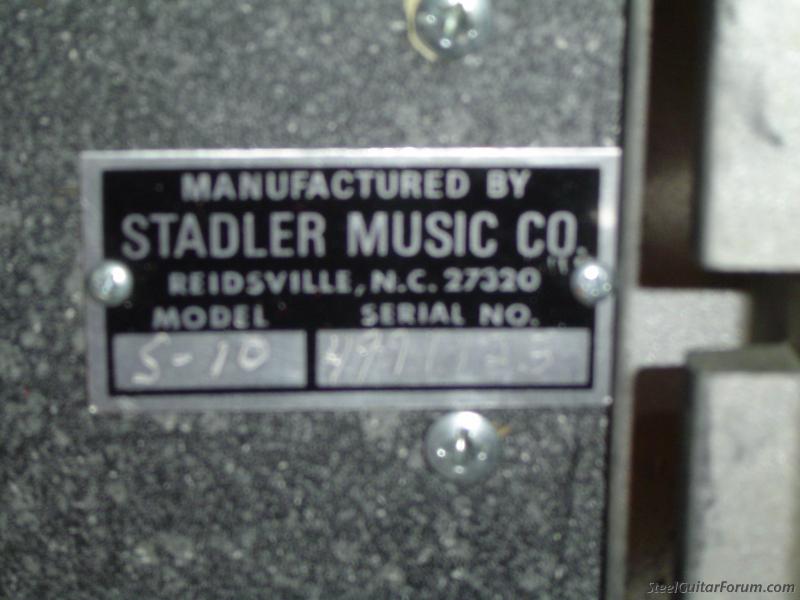 MANUFACTURED BY
STADLER MUSIC CO.
REIDSVILLE, N.C. 27320
MODEL SERIAL NO.
S-10
SteelGuitarForum.com